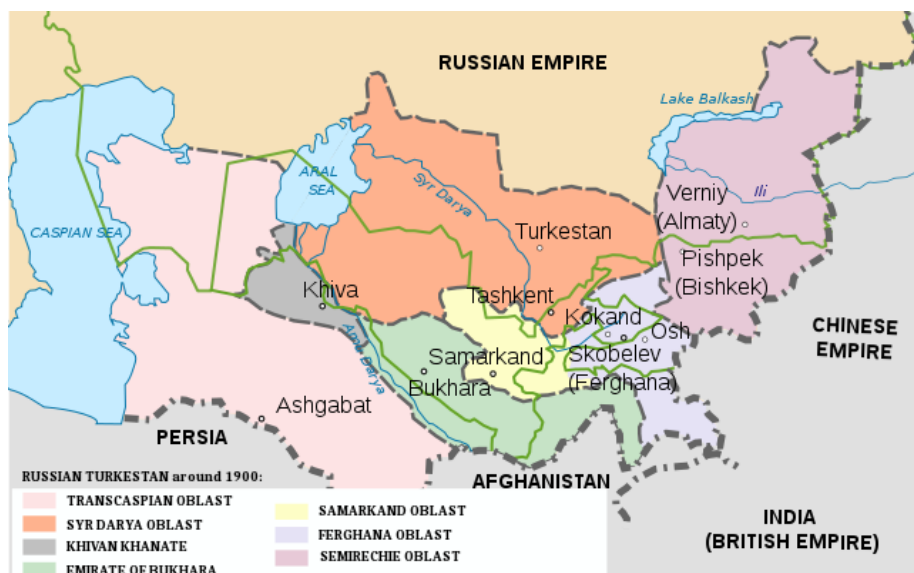 RUSSIAN EMPIRE
Lake Balkash
ARAL
SEA
Syr Darya
Ili
Verniy
(Almaty)
CASPIAN SEA
Turkestan
Pishpek
(Bishkek)
Khiva
Tashkent
Kokand
Osh
CHINESE
EMPIRE
Amu Darya
Samarkand
Skobelev
(Ferghana)
Bukhara
Ashgabat
PERSIA
AFGHANISTAN
INDIA
(BRITISH EMPIRE)
RUSSIAN TURKESTAN around 1900:
TRANSCASPIAN OBLAST
SYR DARYA OBLAST
KHIVAN KHANATE
EMIRATE OF BUKHARA
SAMARKAND OBLAST
FERGHANA OBLAST
SEMIRECHIE OBLAST